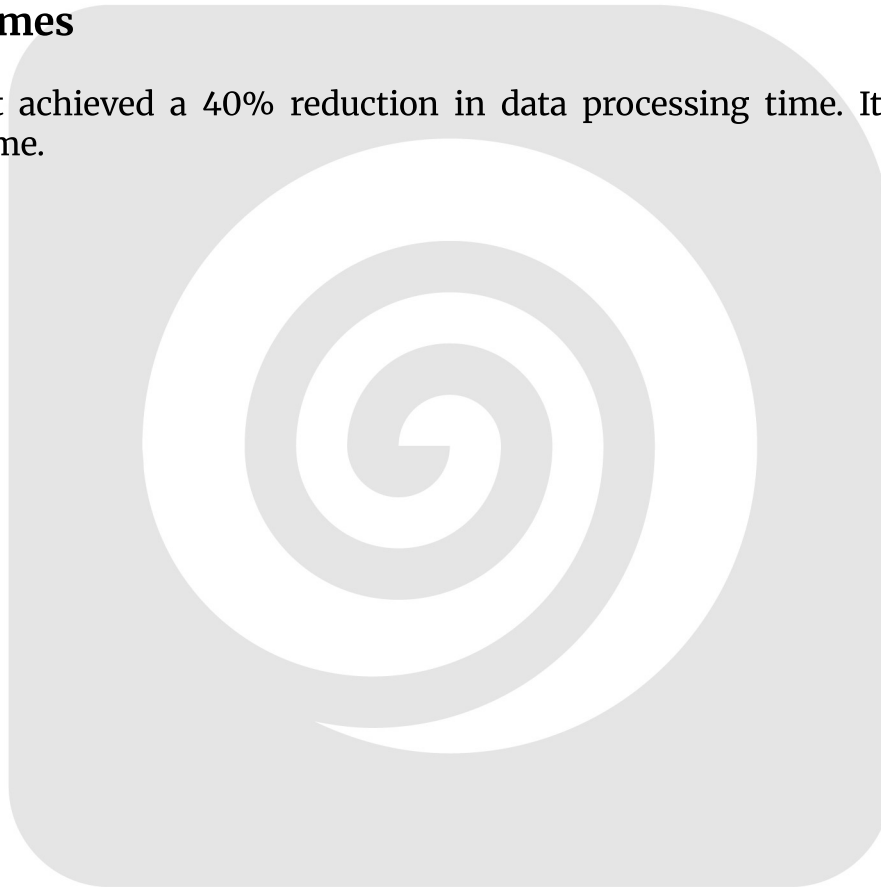 mes
t achieved a 40% reduction in data processing time. It
me.